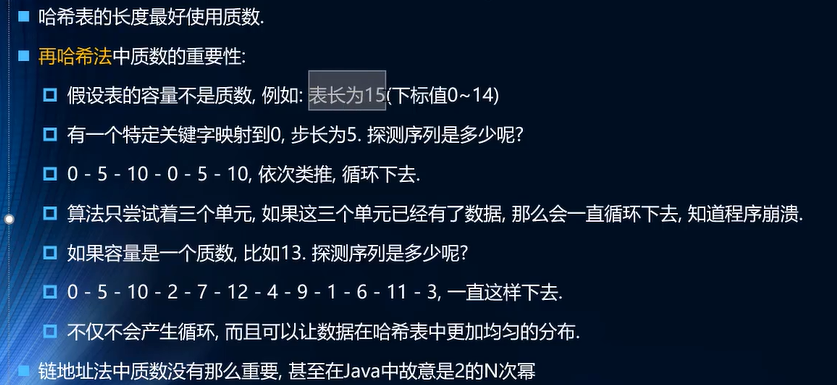 哈希表的长度最好使用质数.
再哈希法中质数的重要性:
假设表的容量不是质数, 例如: 表长为15(下标值0~14)
有一个特定关键字映射到0, 步长为5. 探测序列是多少呢?
0 - 5 - 10 - 0 - 5 - 10, 依次类推, 循环下去.
算法只尝试着三个单元, 如果这三个单元已经有了数据, 那么会一直循环下去, 知道程序崩溃.
如果容量是一个质数, 比如13. 探测序列是多少呢?
0 - 5 - 10 - 2 - 7 - 12 - 4 - 9 - 1 - 6 - 11 - 3, 一直这样下去.
不仅不会产生循环, 而且可以让数据在哈希表中更加均匀的分布.
链地址法中质数没有那么重要, 甚至在Java中故意是2的N次幂